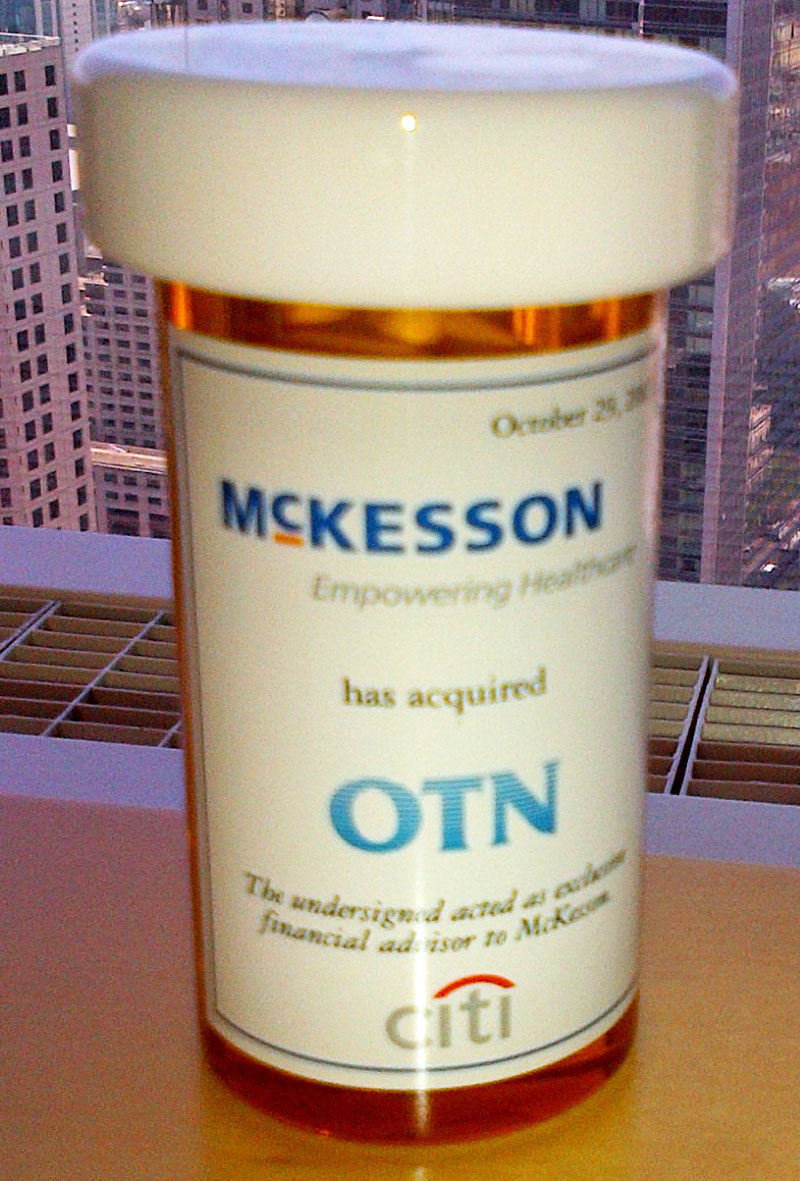 October 29,
McKESSON
Empowering Healthcare
has acquired
OTN
The undersigned acted as exclusive
financial advisor to McKesson.
citi